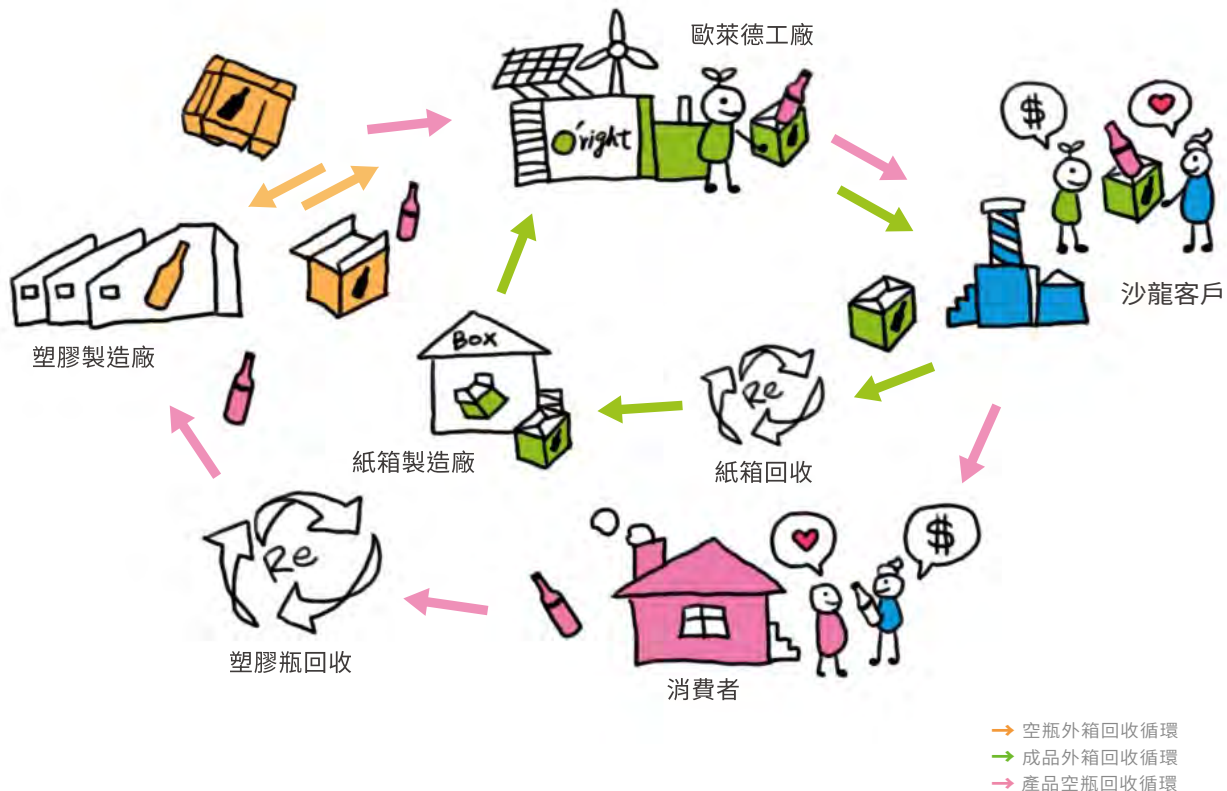 歐萊德工廠
O'right
$
沙龍客戶
塑膠製造廠
BOX
Re
紙箱製造廠
紙箱回收
Re
$
塑膠瓶回收
消費者
空瓶外箱回收循環
成品外箱回收循環
產品空瓶回收循環